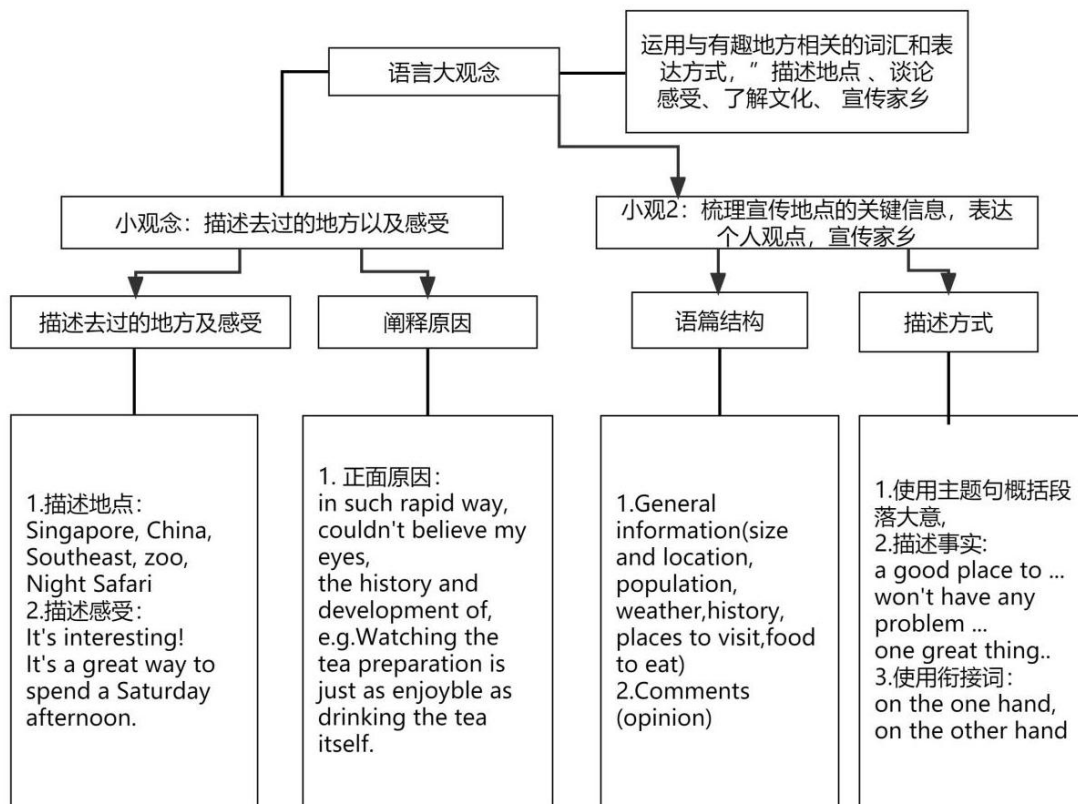 语言大观念
运用与有趣地方相关的词汇和表
达方式，”描述地点 、谈论
感受、了解文化、 宣传家乡
小观念：描述去过的地方以及感受
小观2：梳理宣传地点的关键信息，表达
个人观点，宣传家乡
描述去过的地方及感受
阐释原因
语篇结构
描述方式
1.描述地点：
Singapore, China,
Southeast, zoo,
Night Safari
2.描述感受：
It's interesting!
It's a great way to
spend a Saturday
afternoon.
1. 正面原因：
in such rapid way,
couldn't believe my
eyes,
the history and
development of,
e.g.Watching the
tea preparation is
just as enjoyble as
drinking the tea
itself.
1.General
information(size
and location,
population,
weather,history,
places to visit,food
to eat)
2.Comments
(opinion)
1.使用主题句概括段
落大意,
2.描述事实:
a good place to ...
won't have any
problem ...
one great thing..
3.使用衔接词：
on the one hand,
on the other hand